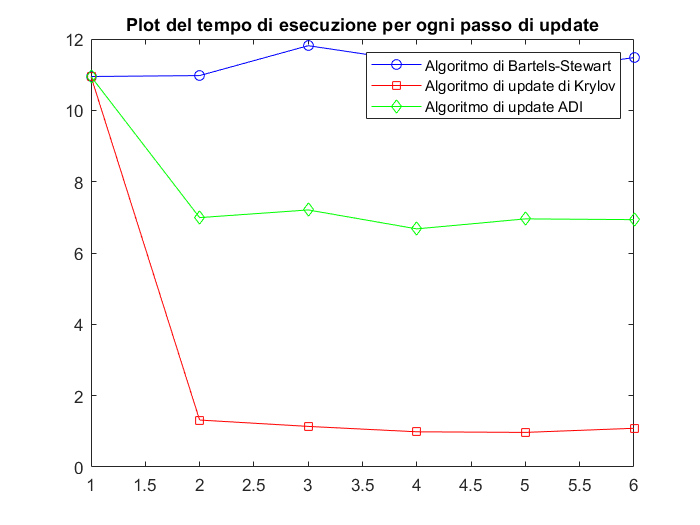 Plot del tempo di esecuzione per ogni passo di update
12
10
8
6
4
2
0
Algoritmo di Bartels-Stewart
Algoritmo di update di Krylov
Algoritmo di update ADI
1 1.5 2 2.5 3 3.5 4 4.5 5 5.5 6